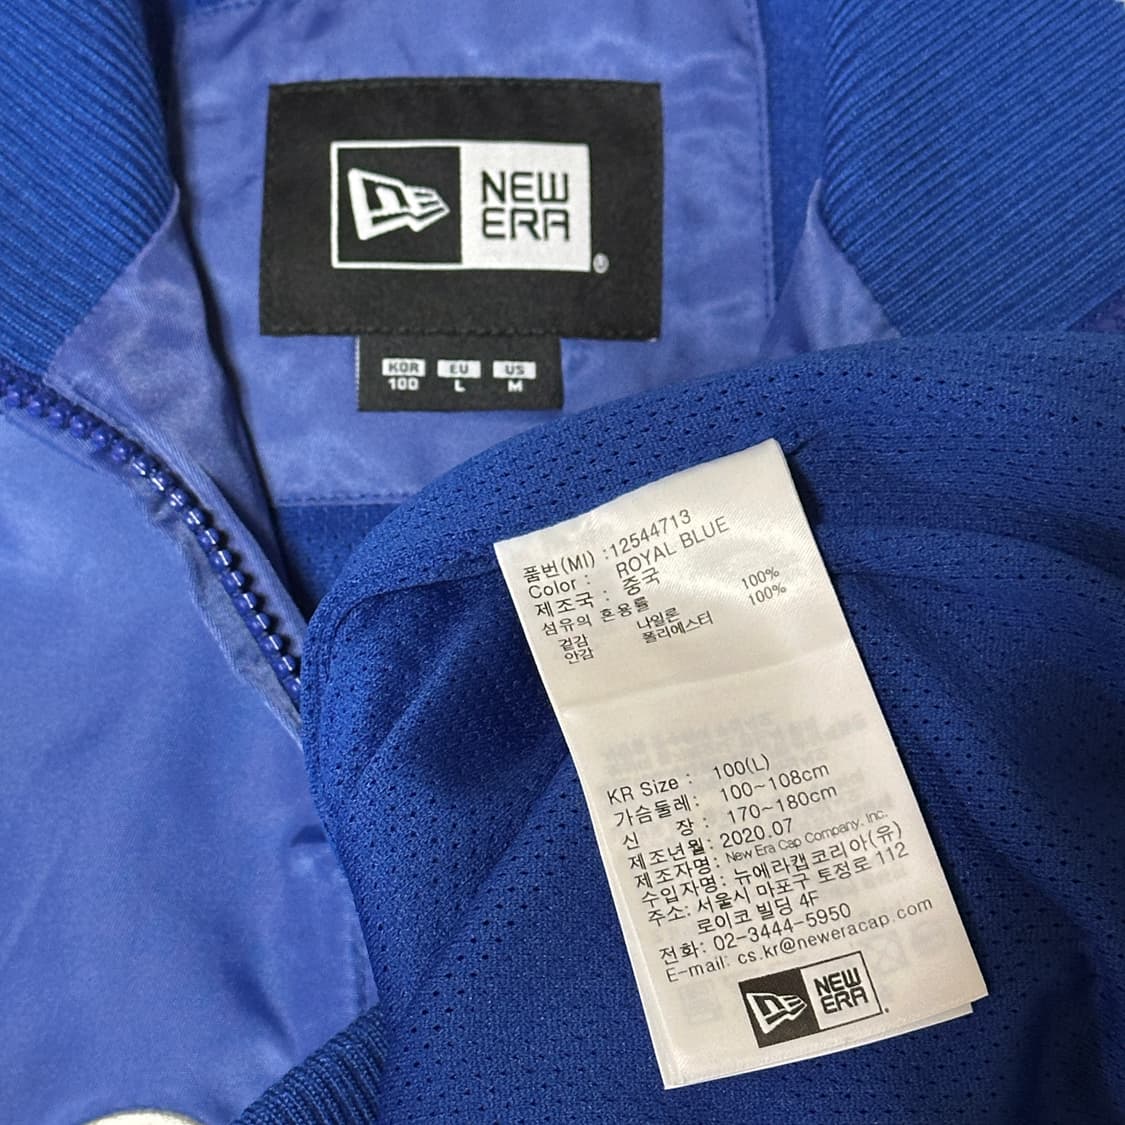 NEW
ERA
®
KOR EU US
100 L M
품번(MI) :12544713
Color : ROYAL BLUE
제조국 : 중국
섬유의 혼용률
겉감 나일론 100%
안감 폴리에스터 100%
KR Size : 100(L)
가슴둘레: 100~108cm
신 장 : 170~180cm
제조년월: 2020.07
제조자명: New Era Cap Company. Inc.
수입자명: 뉴에라캡코리아(유)
주소: 서울시 마포구 토정로 112
로이코 빌딩 4F
전화: 02-3444-5950
E-mail: cs.kr@neweracap.com
NEW
ERA